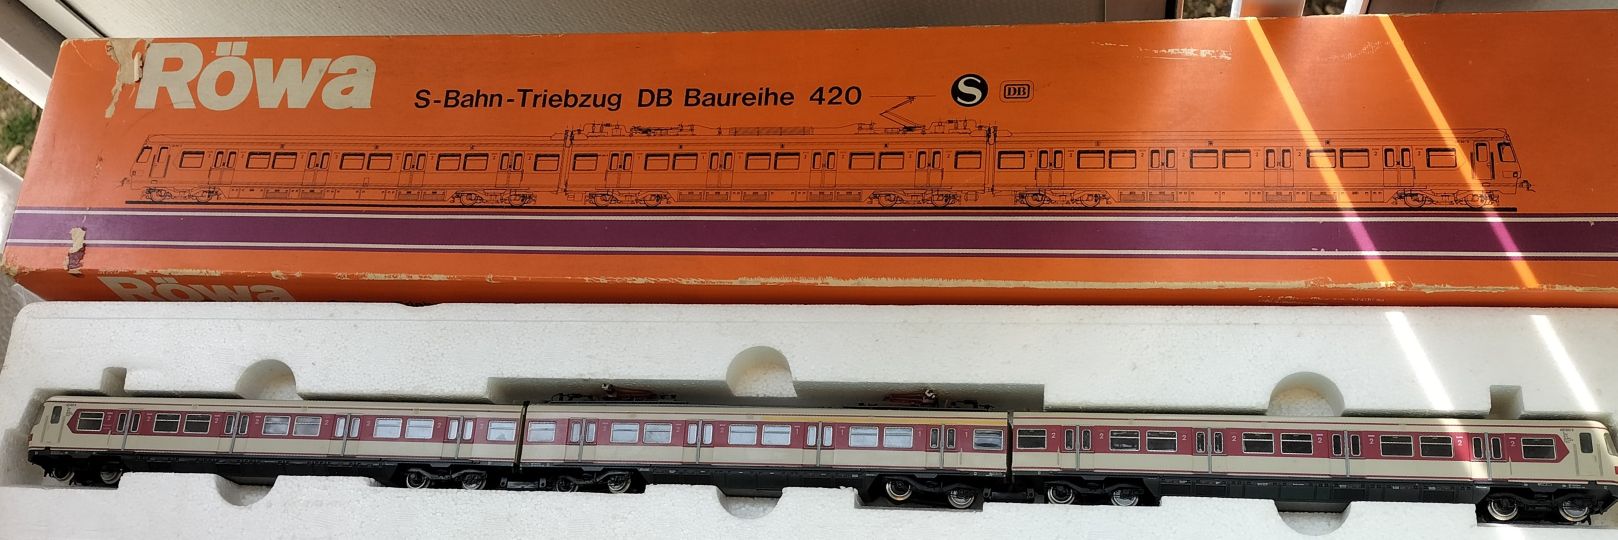 Röwa
S-Bahn-Triebzug DB Baureihe 420
S
DB
Röwa